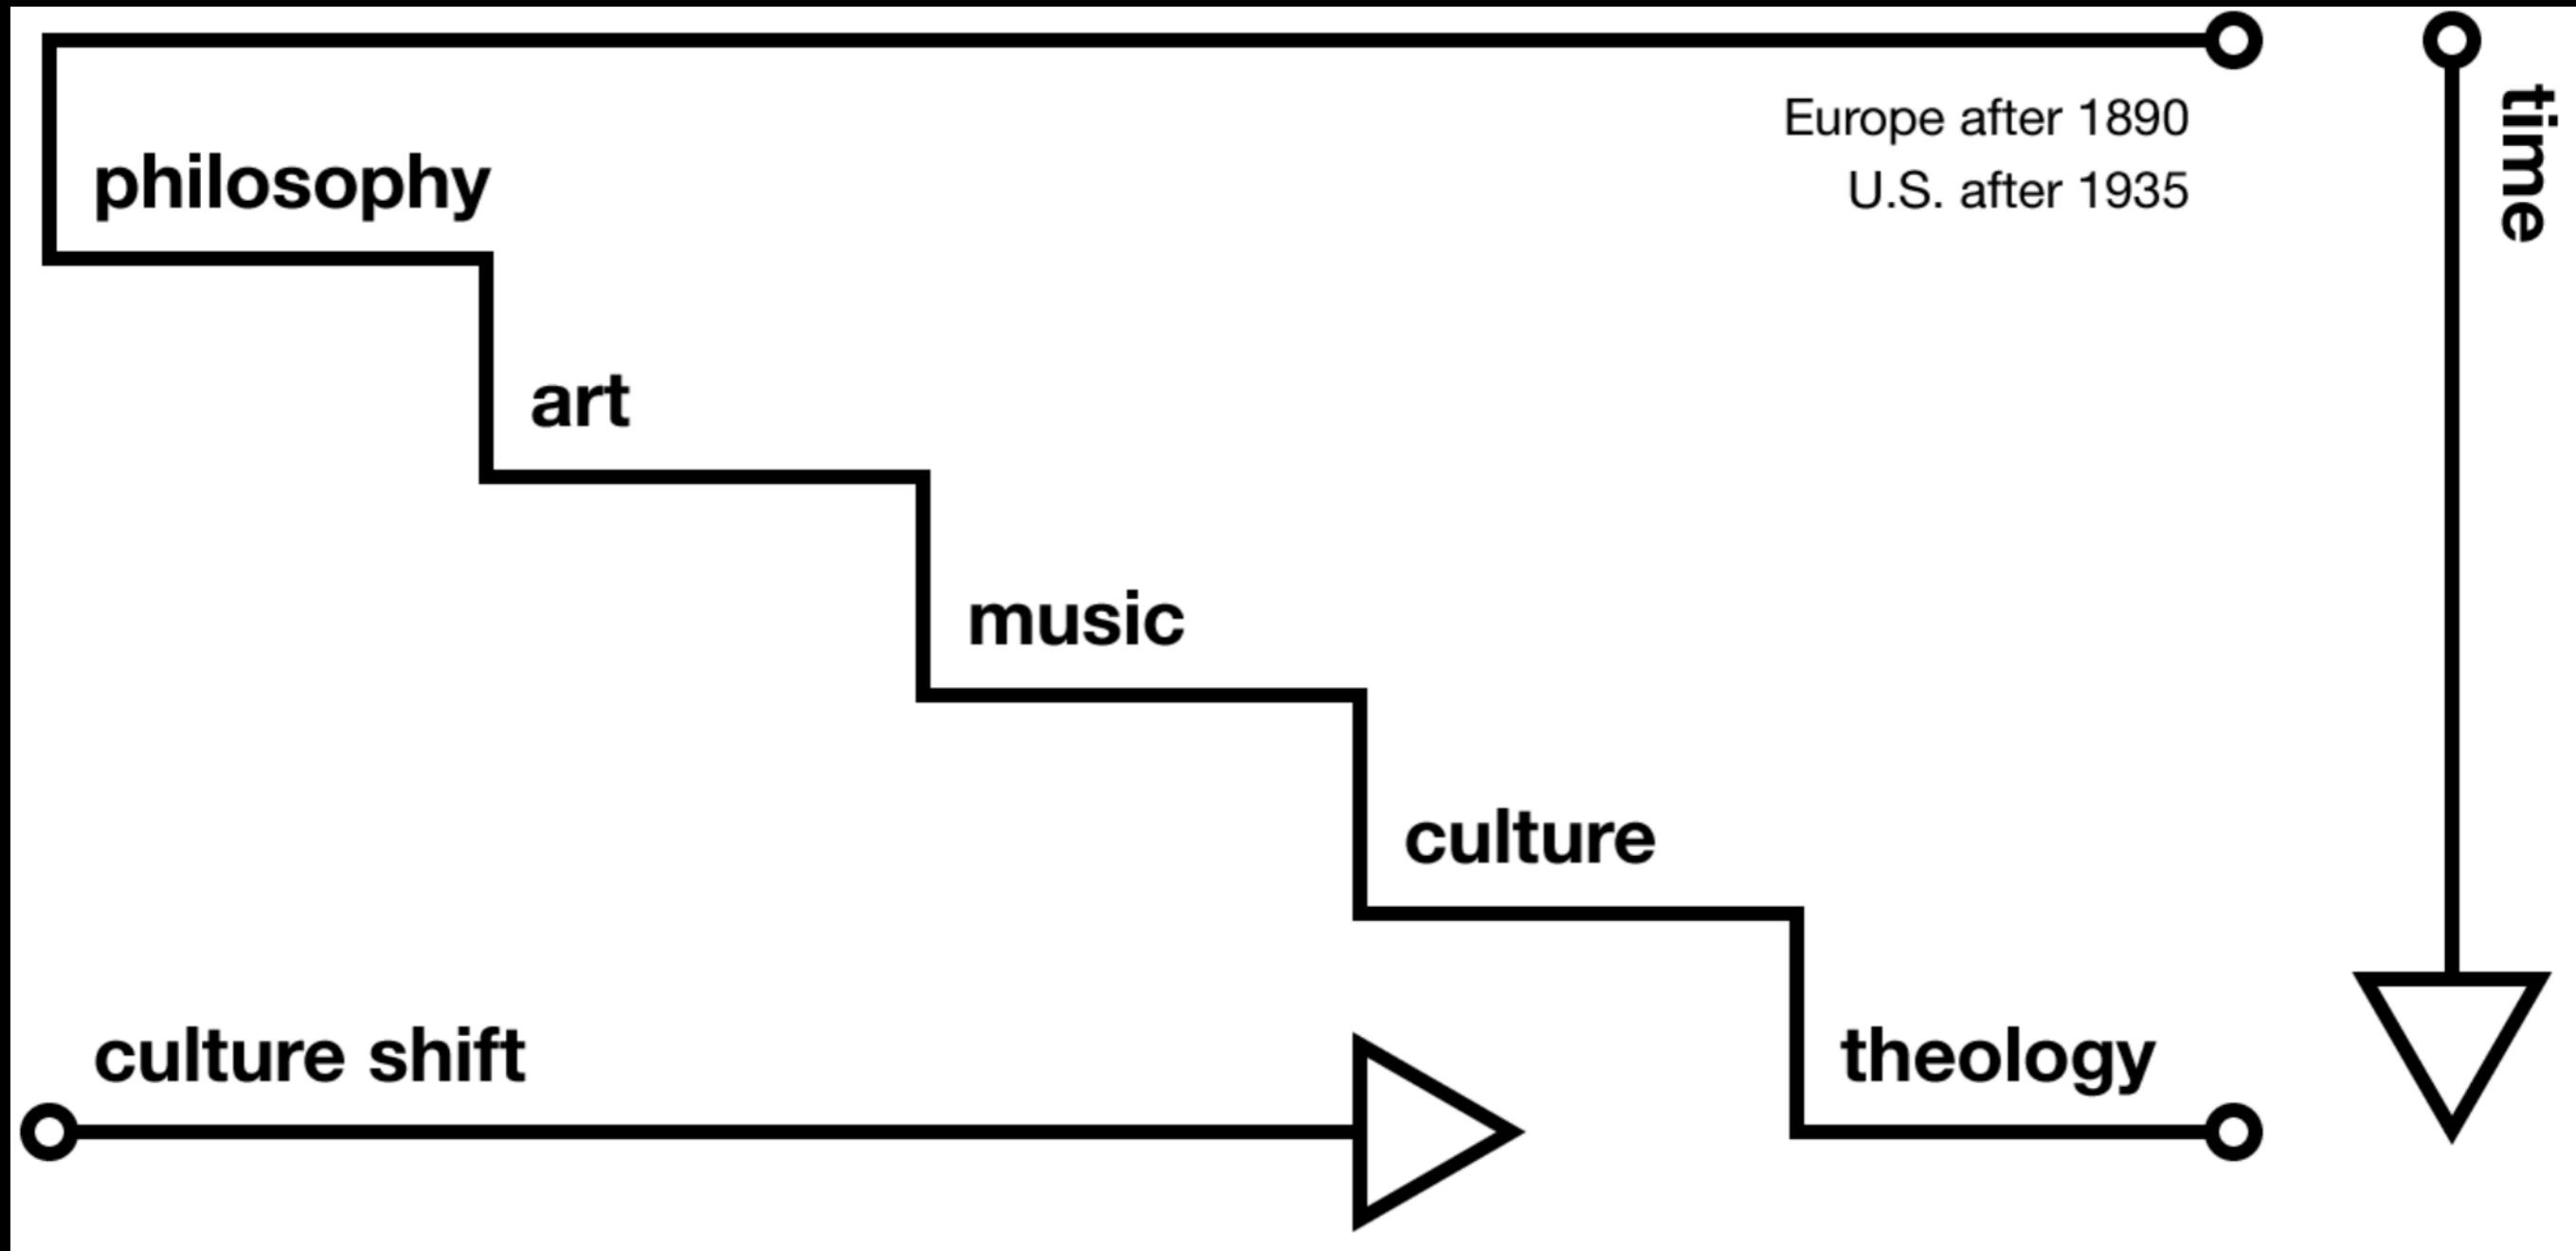 Europe after 1890
U.S. after 1935
time
philosophy
art
music
culture
culture shift
theology